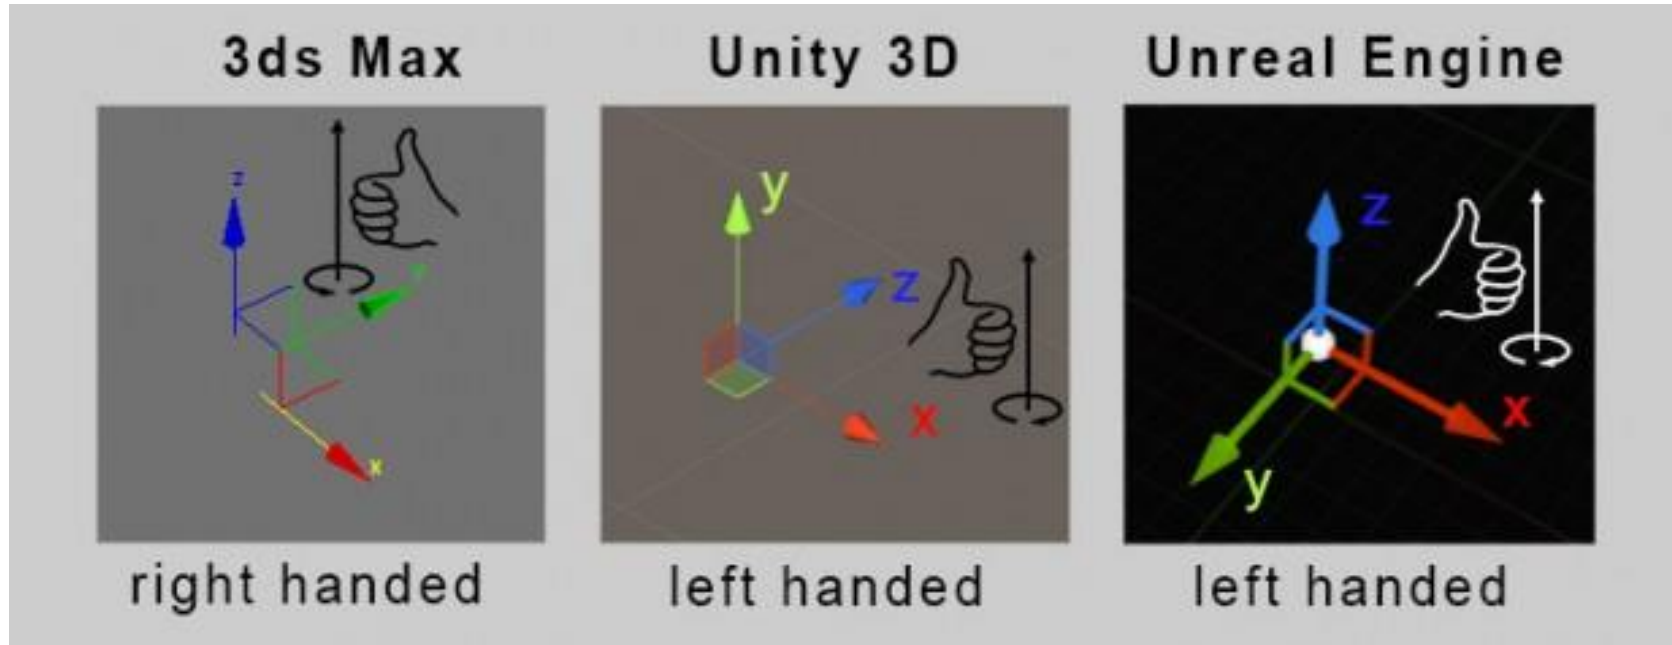 3ds Max
Unity 3D
Unreal Engine
z
x
y
z
x
z
x
y
right handed
left handed
left handed